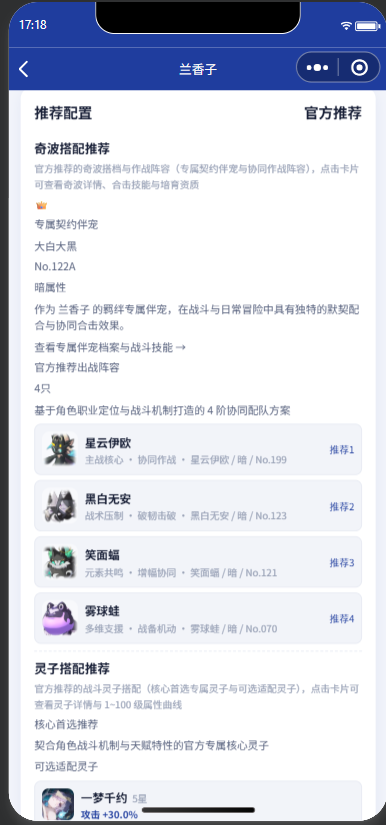 17:18
兰香子
推荐配置 官方推荐
奇波搭配推荐
官方推荐的奇波搭档与作战阵容（专属契约伴宠与协同作战阵容），点击卡片
可查看奇波详情、合击技能与培育资质
专属契约伴宠
大白大黑
No.122A
暗属性
作为 兰香子 的羁绊专属伴宠，在战斗与日常冒险中具有独特的默契配
合与协同合击效果。
查看专属伴宠档案与战斗技能 →
官方推荐出战阵容
4只
基于角色职业定位与战斗机制打造的 4 阶协同配队方案
星云伊欧
主战核心 · 协同作战 · 星云伊欧 / 暗 / No.199
推荐1
黑白无安
战术压制 · 破韧击破 · 黑白无安 / 暗 / No.123
推荐2
笑面蝠
元素共鸣 · 增幅协同 · 笑面蝠 / 暗 / No.121
推荐3
雾球蛙
多维支援 · 战备机动 · 雾球蛙 / 暗 / No.070
推荐4
灵子搭配推荐
官方推荐的战斗灵子搭配（核心首选专属灵子与可选适配灵子），点击卡片可
查看灵子详情与 1~100 级属性曲线
核心首选推荐
契合角色战斗机制与天赋特性的官方专属核心灵子
可选适配灵子
一梦千约 5星
攻击 +30.0%